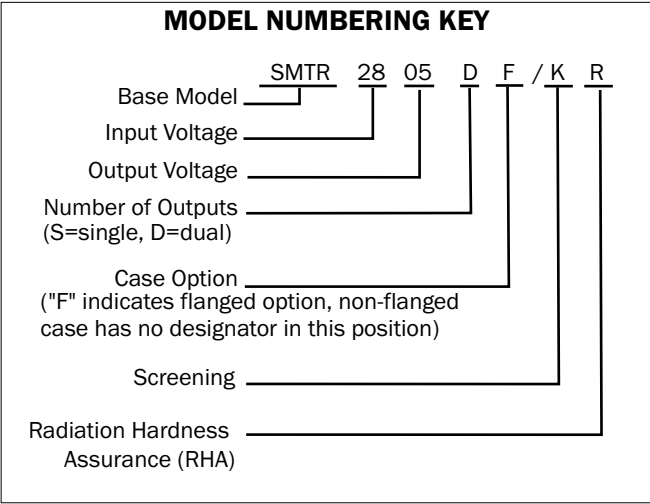 MODEL NUMBERING KEY
SMTR 28 05 D F / K R
Base Model
Input Voltage
Output Voltage
Number of Outputs
(S=single, D=dual)
Case Option
("F" indicates flanged option, non-flanged
case has no designator in this position)
Screening
Radiation Hardness
Assurance (RHA)